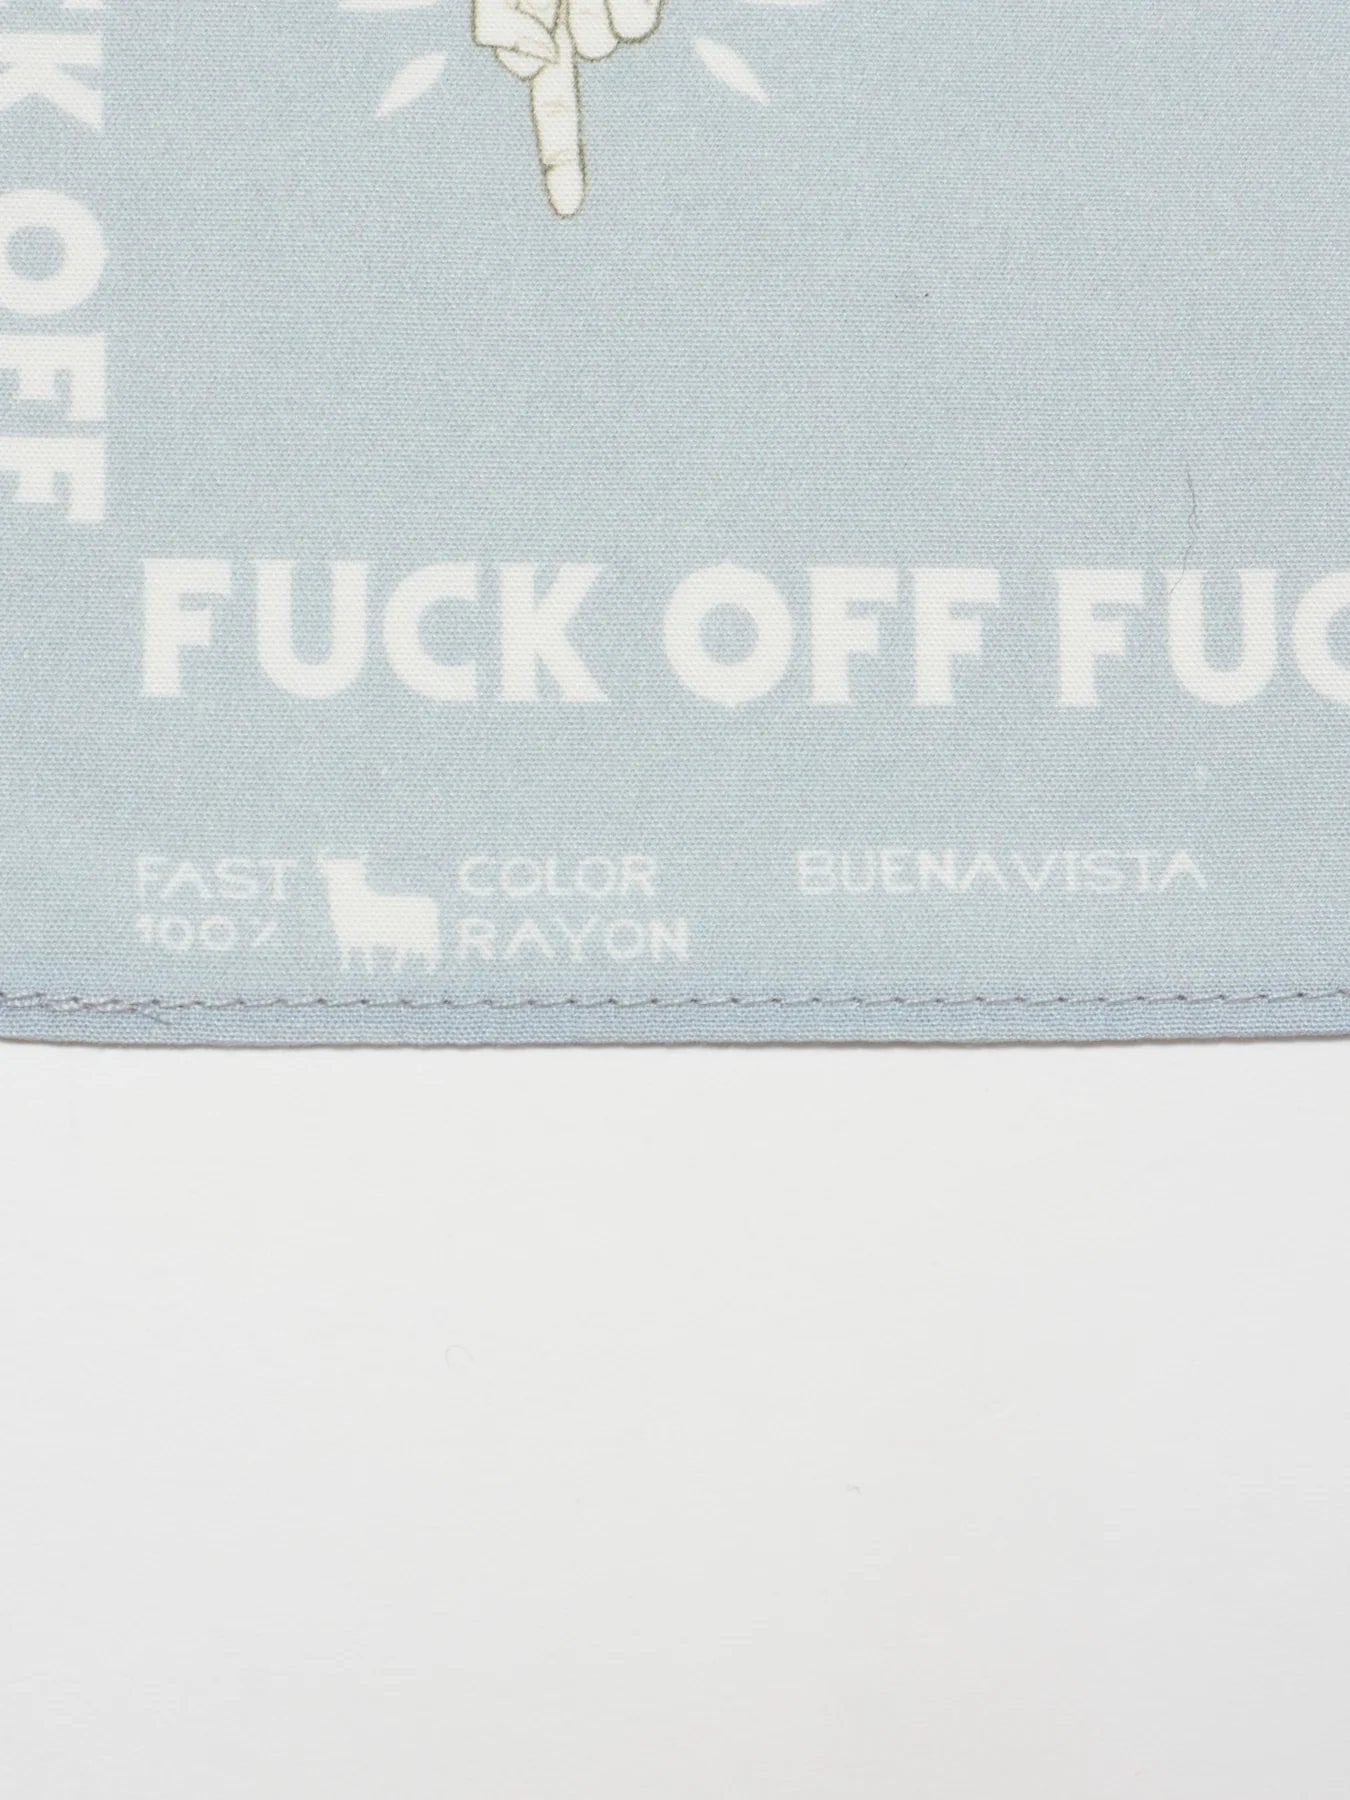 K OFF
FUCK OFF FUC
FAST COLOR
100% RAYON
BUENAVISTA